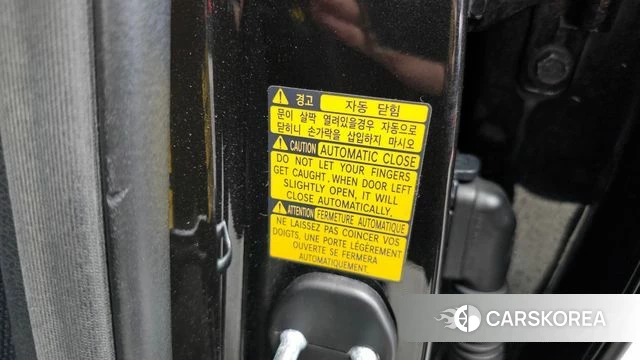 경고 자동 닫힘
문이 살짝 열려있을경우 자동으로
닫히니 손가락을 삽입하지 마시오
CAUTION AUTOMATIC CLOSE
DO NOT LET YOUR FINGERS
GET CAUGHT. WHEN DOOR LEFT
SLIGHTLY OPEN, IT WILL
CLOSE AUTOMATICALLY.
ATTENTION FERMETURE AUTOMATIQUE
NE LAISSEZ PAS COINCER VOS
DOIGTS, UNE PORTE LÉGÈREMENT
OUVERTE SE FERMERA
AUTOMATIQUEMENT.
CARSKOREA